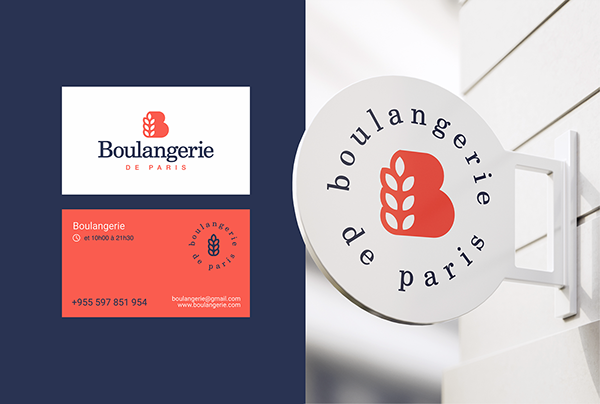 Boulangerie
DE PARIS
Boulangerie
et 10h00 à 21h30
boulangerie
de paris
+955 597 851 954
boulangerie@gmail.com
www.boulangerie.com
boulangerie
de paris